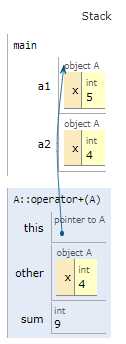 Stack
main
object A
a1
int
x
5
object A
a2
int
x
4
A::operator+(A)
this
pointer to A
object A
other
int
x
4
sum
int
9